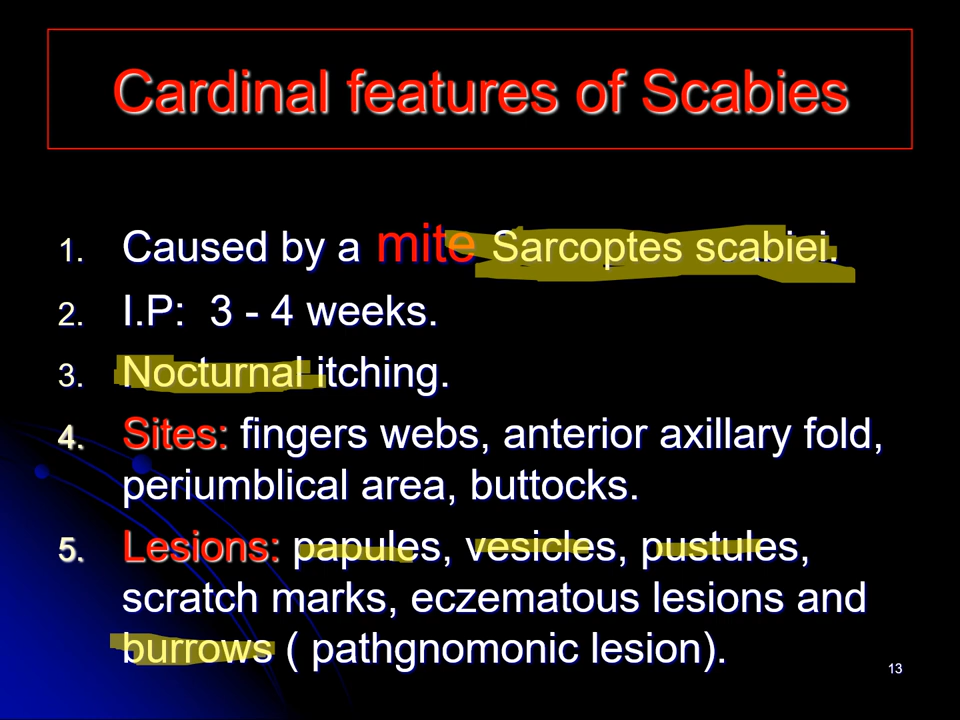 Cardinal features of Scabies
1. Caused by a mite Sarcoptes scabiei.
2. I.P: 3 - 4 weeks.
3. Nocturnal itching.
4. Sites: fingers webs, anterior axillary fold,
periumblical area, buttocks.
5. Lesions: papules, vesicles, pustules,
scratch marks, eczematous lesions and
burrows ( pathgnomonic lesion).
13